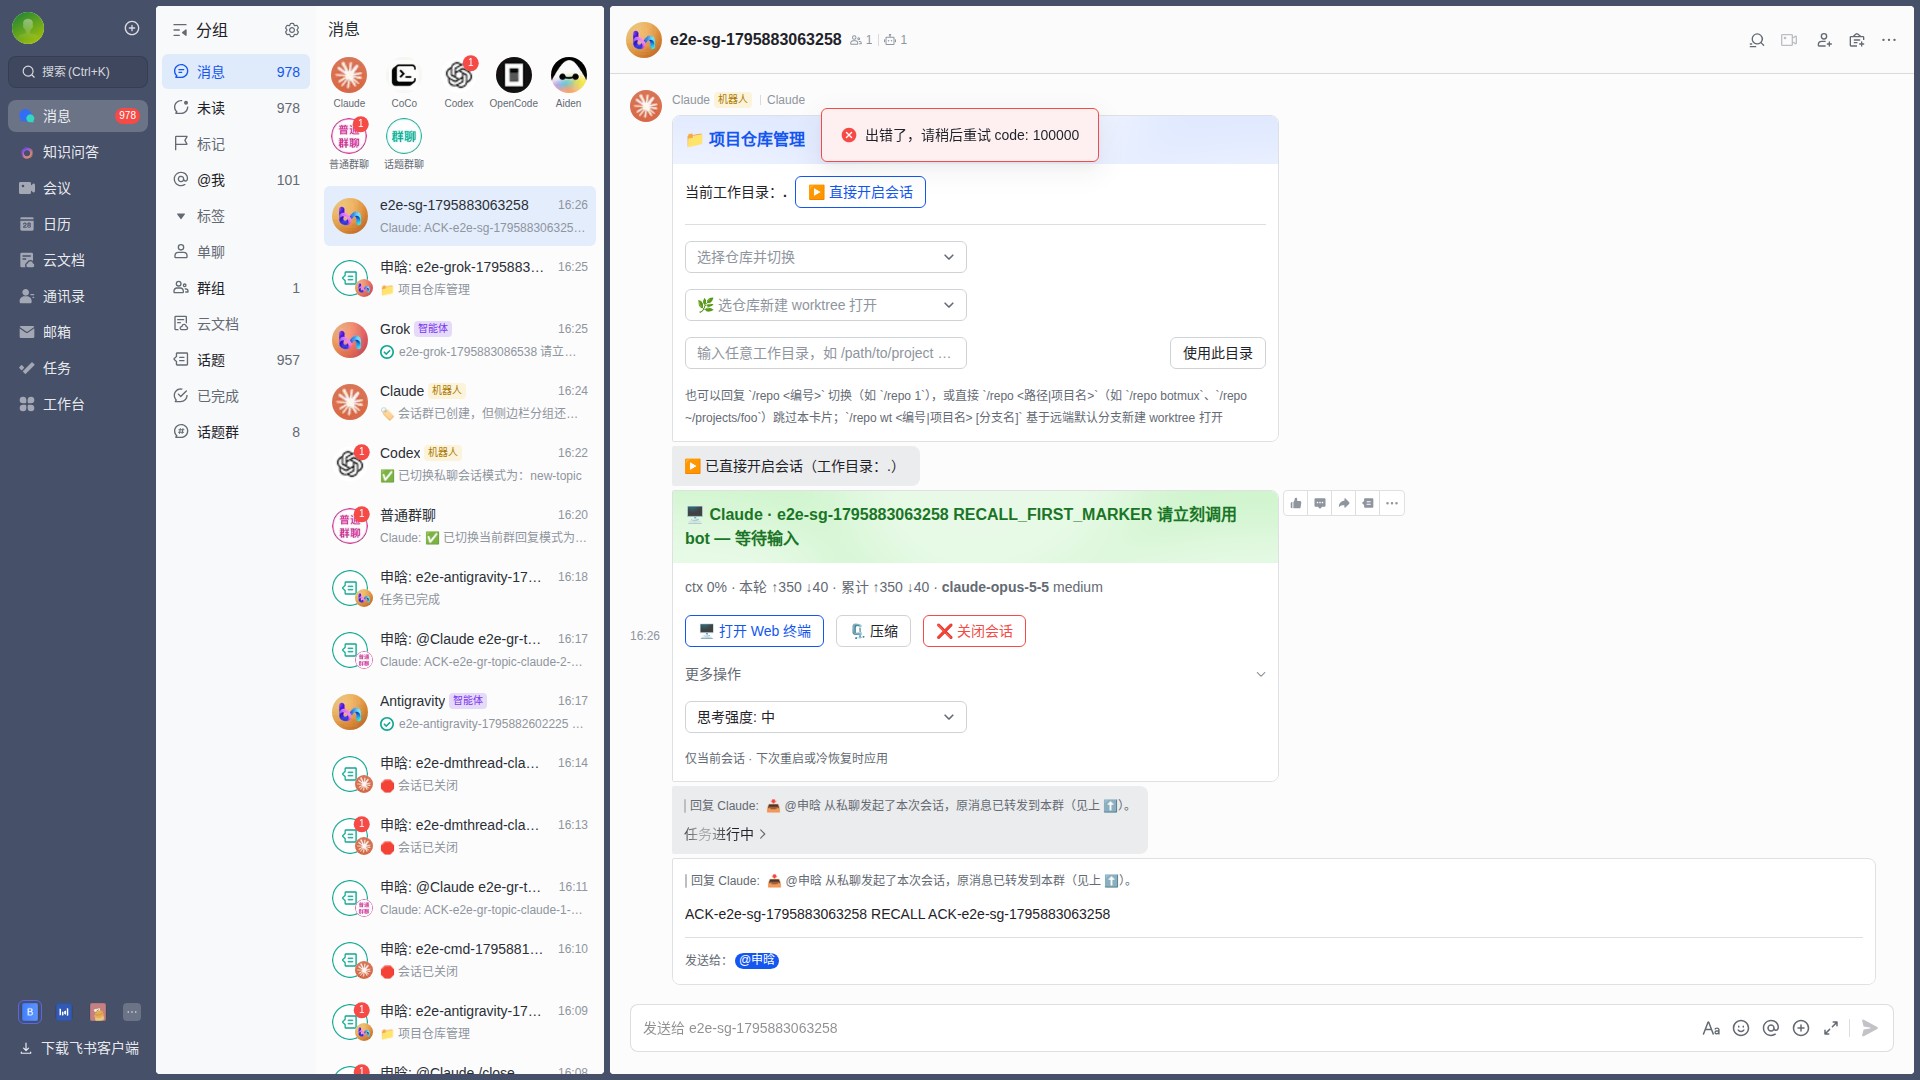 搜索 (Ctrl+K)
消息 978
知识问答
会议
日历
云文档
通讯录
邮箱
任务
工作台
下载飞书客户端
分组
消息 978
未读 978
标记
@我 101
标签
单聊
群组 1
云文档
话题 957
已完成
话题群 8
消息
Claude
CoCo
1
Codex
OpenCode
Aiden
1
普通群聊
普通群聊
群聊
话题群聊
e2e-sg-1795883063258 16:26
Claude: ACK-e2e-sg-179588306325…
申晗: e2e-grok-1795883… 16:25
📁 项目仓库管理
Grok 智能体 16:25
e2e-grok-1795883086538 请立…
Claude 机器人 16:24
🏷️ 会话群已创建，但侧边栏分组还…
1
Codex 机器人 16:22
✅ 已切换私聊会话模式为：new-topic
1
普通群聊 16:20
Claude: ✅ 已切换当前群回复模式为…
申晗: e2e-antigravity-17… 16:18
任务已完成
申晗: @Claude e2e-gr-t… 16:17
Claude: ACK-e2e-gr-topic-claude-2-…
Antigravity 智能体 16:17
e2e-antigravity-1795882602225 …
申晗: e2e-dmthread-cla… 16:14
🛑 会话已关闭
1
申晗: e2e-dmthread-cla… 16:13
🛑 会话已关闭
申晗: @Claude e2e-gr-t… 16:11
Claude: ACK-e2e-gr-topic-claude-1-…
申晗: e2e-cmd-1795881… 16:10
🛑 会话已关闭
1
申晗: e2e-antigravity-17… 16:09
📁 项目仓库管理
1
申晗: @Claude /close 16:08
e2e-sg-1795883063258 1 1
Claude 机器人 | Claude
出错了，请稍后重试 code: 100000
📁 项目仓库管理
当前工作目录：. ▶️ 直接开启会话
选择仓库并切换
🌿 选仓库新建 worktree 打开
输入任意工作目录，如 /path/to/project … 使用此目录
也可以回复 `/repo <编号>` 切换（如 `/repo 1`），或直接 `/repo <路径|项目名>`（如 `/repo botmux`、`/repo
~/projects/foo`）跳过本卡片；`/repo wt <编号|项目名> [分支名]` 基于远端默认分支新建 worktree 打开
▶️ 已直接开启会话（工作目录：.）
🖥️ Claude · e2e-sg-1795883063258 RECALL_FIRST_MARKER 请立刻调用
bot — 等待输入
ctx 0% · 本轮 ↑350 ↓40 · 累计 ↑350 ↓40 · claude-opus-5-5 medium
16:26
🖥️ 打开 Web 终端 🗜️ 压缩 ❌ 关闭会话
更多操作
思考强度: 中
仅当前会话 · 下次重启或冷恢复时应用
回复 Claude: 📥 @申晗 从私聊发起了本次会话，原消息已转发到本群（见上 ⬆️）。
任务进行中
回复 Claude: 📥 @申晗 从私聊发起了本次会话，原消息已转发到本群（见上 ⬆️）。
ACK-e2e-sg-1795883063258 RECALL ACK-e2e-sg-1795883063258
发送给：@申晗
发送给 e2e-sg-1795883063258